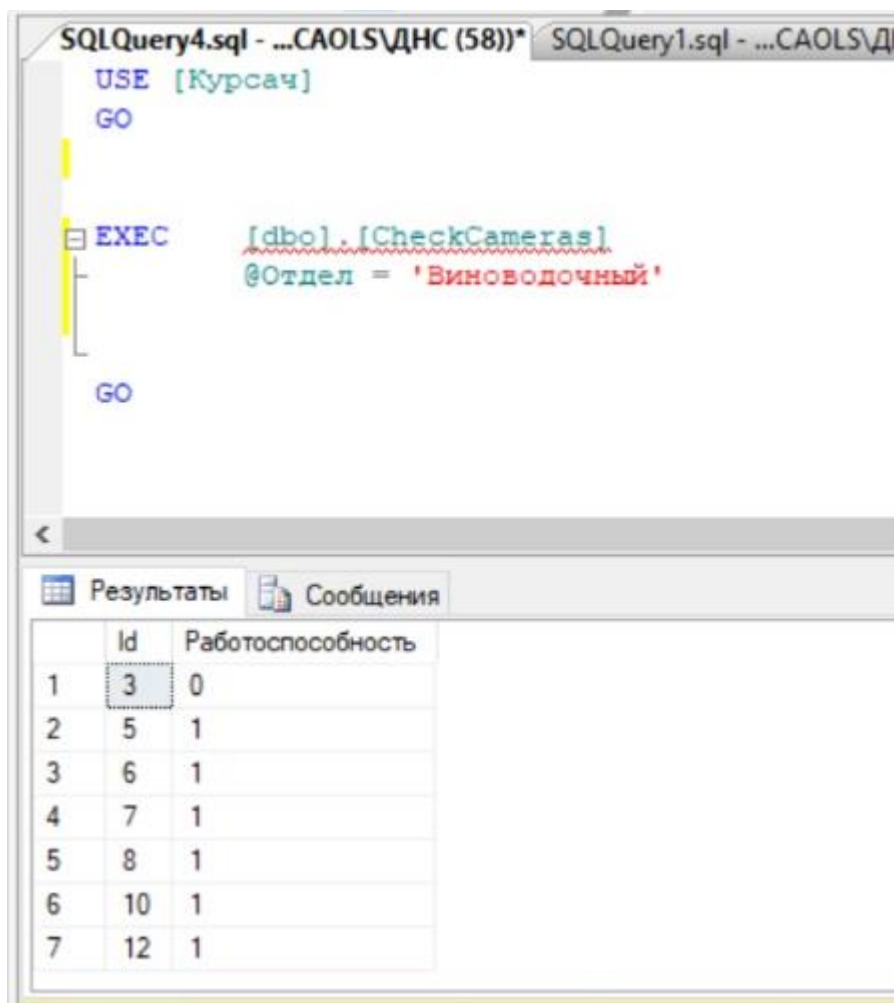 SQLQuery4.sql - ...CAOLS\ДНС (58))* SQLQuery1.sql - ...CAOLS\
USE [Курсач]
GO
EXEC [dbo].[CheckCameras]
@Отдел = 'Виноводочный'
GO
Результаты Сообщения
Id Работоспособность
1 3 0
2 5 1
3 6 1
4 7 1
5 8 1
6 10 1
7 12 1